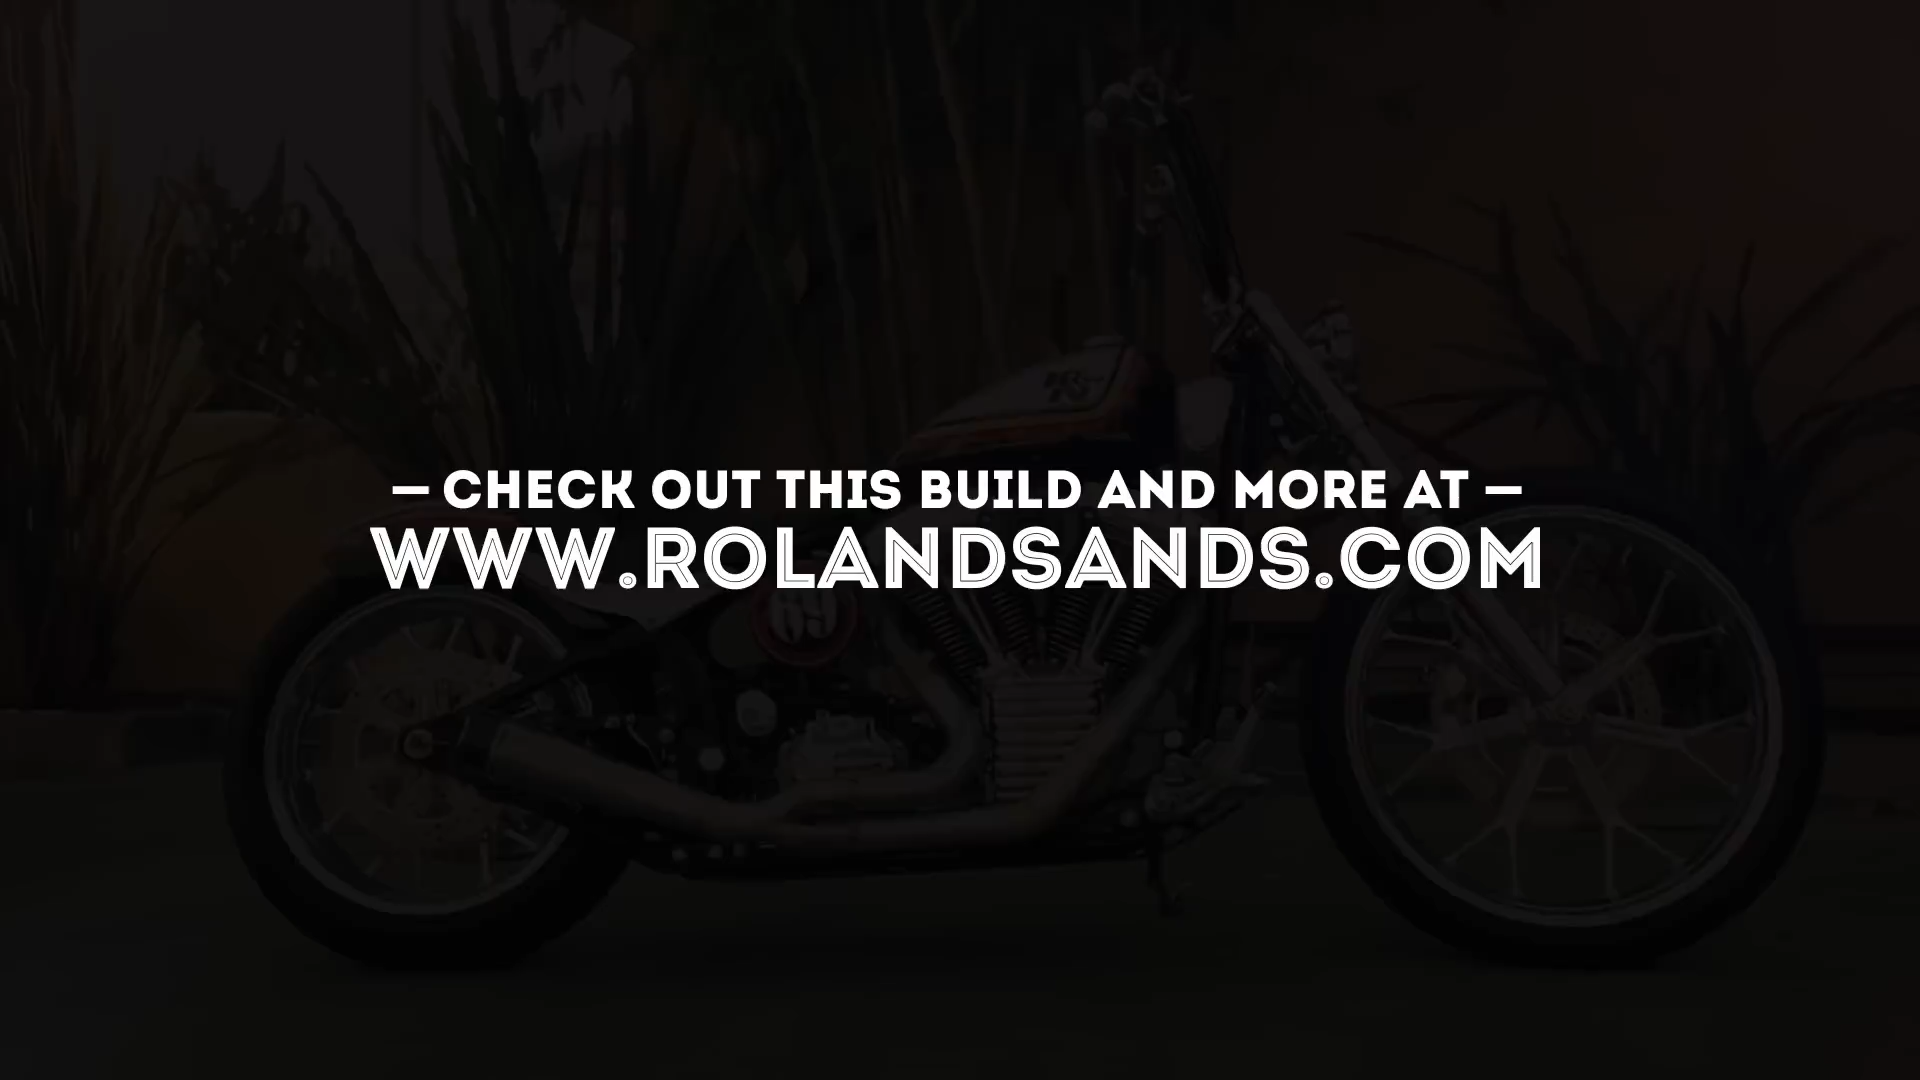 — CHECK OUT THIS BUILD AND MORE AT —
WWW.ROLANDSANDS.COM